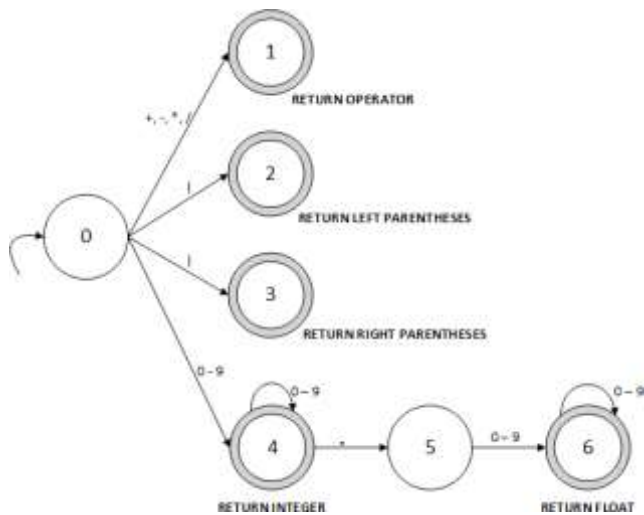 1
RETURN OPERATOR
+, -, *, /
2
RETURN LEFT PARENTHESES
0
3
RETURN RIGHT PARENTHESES
0 – 9
0 – 9
0 – 9
4
5
0 – 9
6
RETURN INTEGER
RETURN FLOAT